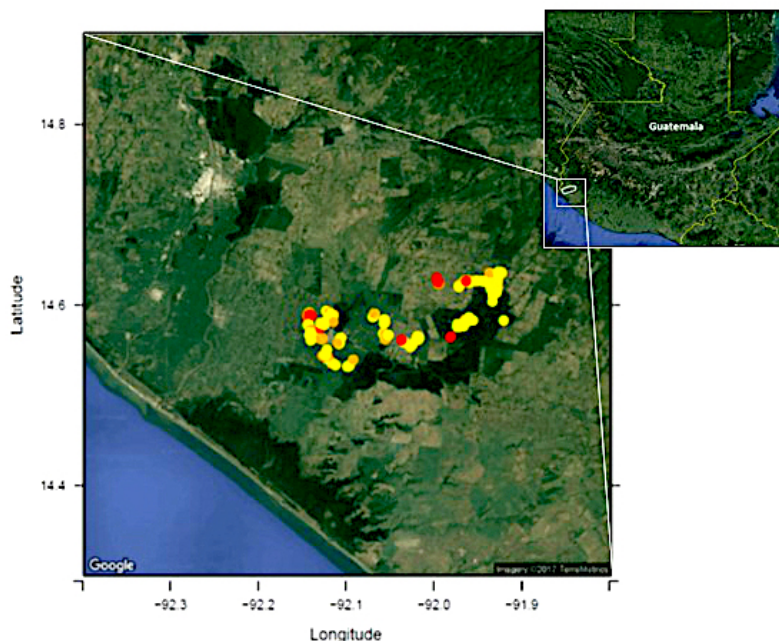 Guatemala
Latitude
14.8
14.6
14.4
Google
Imagery ©2017 TerraMetrics
−92.3
−92.2
−92.1
−92.0
−91.9
Longitude